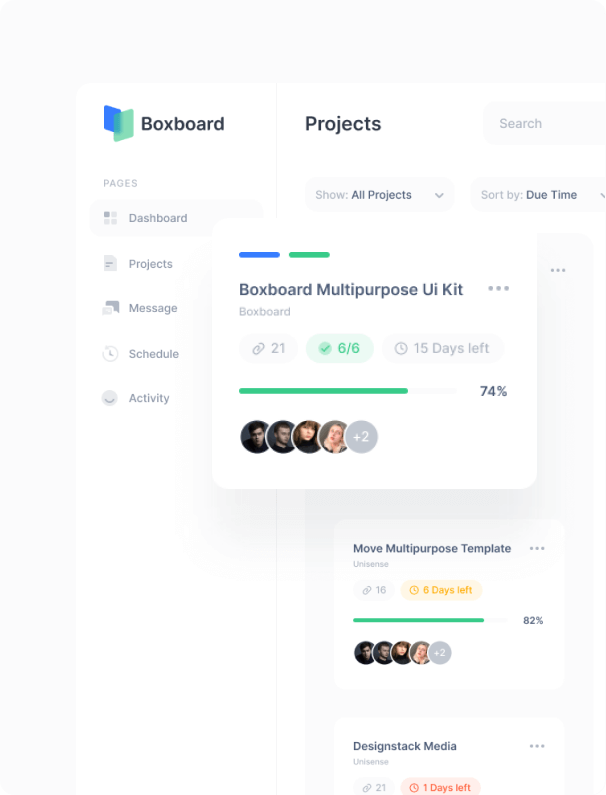 Boxboard
Projects
Search
PAGES
Show: All Projects
Sort by: Due Time
Dashboard
Projects
Message
Schedule
Activity
Boxboard Multipurpose Ui Kit
Boxboard
21
6/6
15 Days left
74%
+2
Move Multipurpose Template
Unisense
16
6 Days left
82%
+2
Designstack Media
Unisense
21
1 Days left